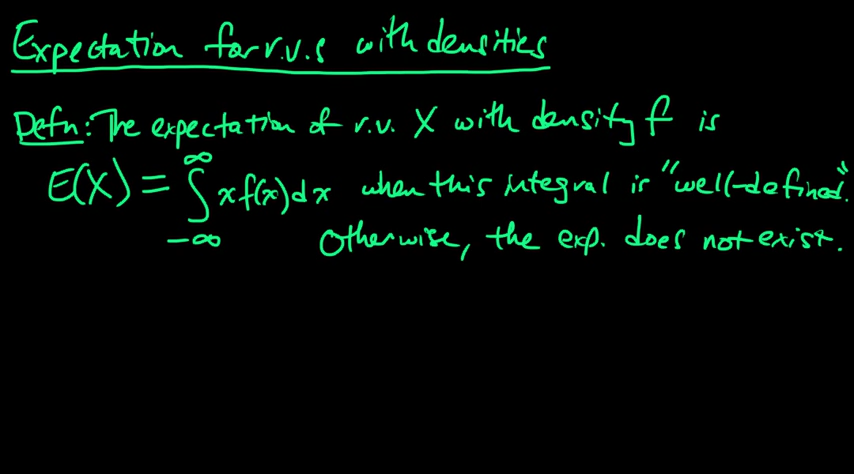 Expectation for r.v.s with densities
Defn: The expectation of r.v. X with density f is
E(X) = ∫_{-∞}^{∞} x f(x) dx when this integral is "well-defined".
Otherwise, the exp. does not exist.